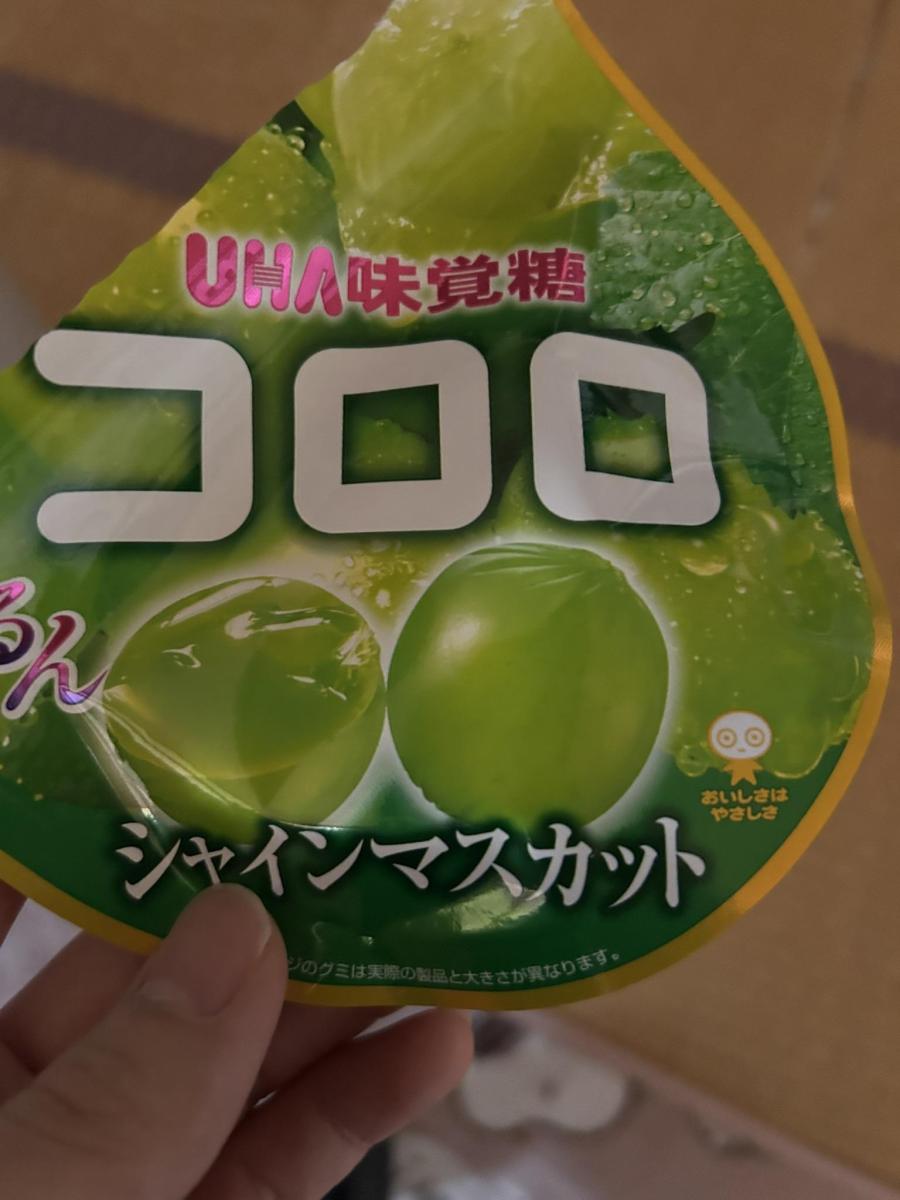 UHA味覚糖
コロロ
るん
シャインマスカット
おいしさは
やさしさ
ジのグミは実際の製品と大きさが異なります。